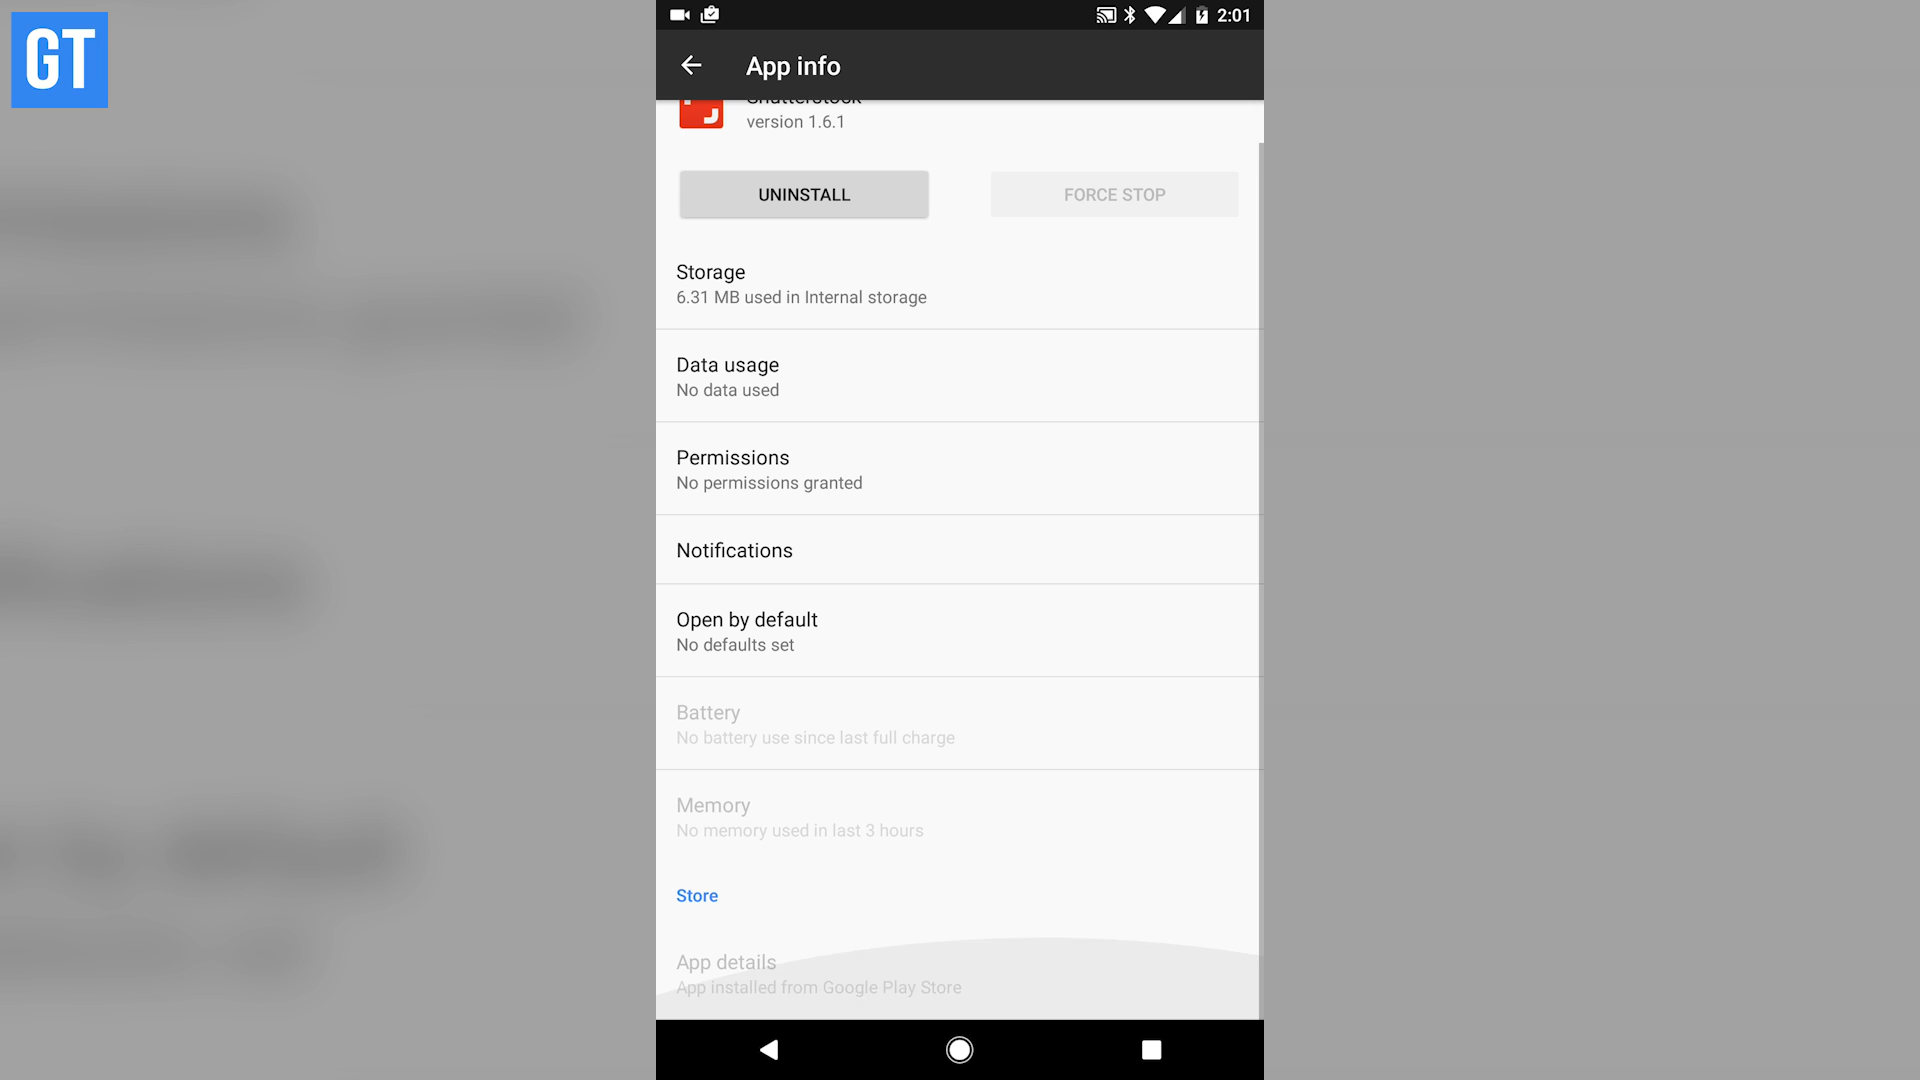 GT
2:01
App info
Shutterstock
version 1.6.1
UNINSTALL
FORCE STOP
Storage
6.31 MB used in Internal storage
Data usage
No data used
Permissions
No permissions granted
Notifications
Open by default
No defaults set
Battery
No battery use since last full charge
Memory
No memory used in last 3 hours
Store
App details
App installed from Google Play Store